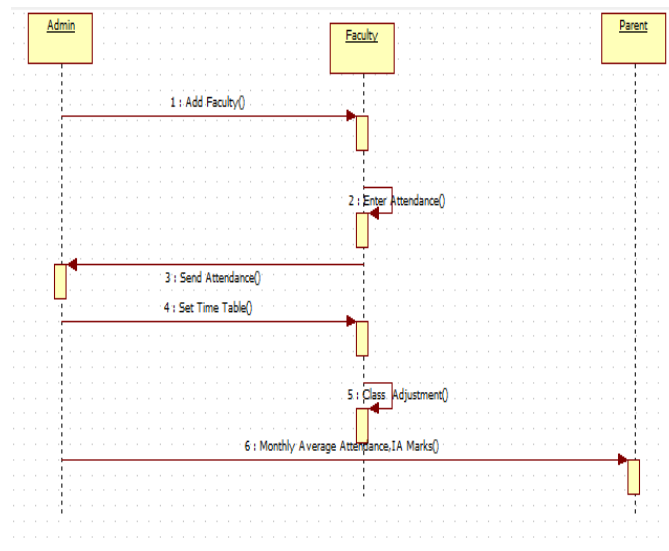 Admin
Faculty
Parent
1 : Add Faculty()
2 : Enter Attendance()
3 : Send Attendance()
4 : Set Time Table()
5 : Class Adjustment()
6 : Monthly Average Attendance,IA Marks()